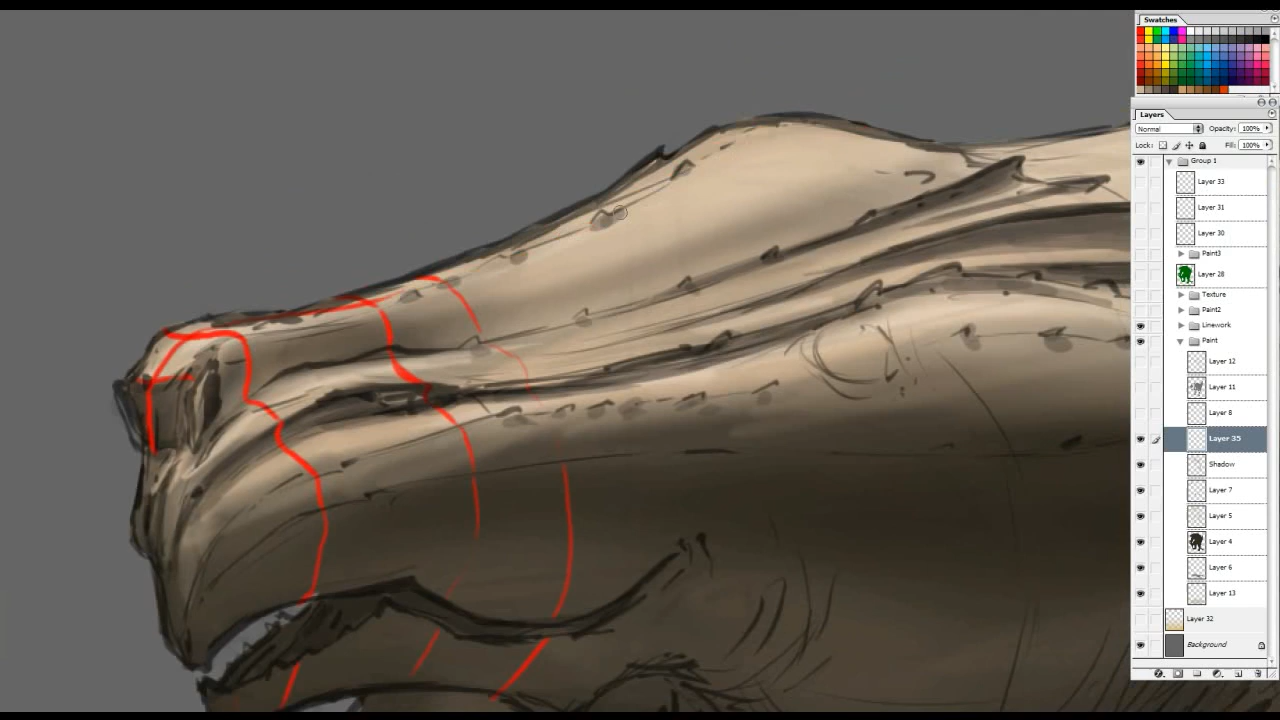 Swatches
Layers
Normal Opacity: 100%
Lock: Fill: 100%
Group 1
Layer 33
Layer 31
Layer 30
Paint3
Layer 28
Texture
Paint2
Linework
Paint
Layer 12
Layer 11
Layer 8
Layer 35
Shadow
Layer 7
Layer 5
Layer 4
Layer 6
Layer 13
Layer 32
Background